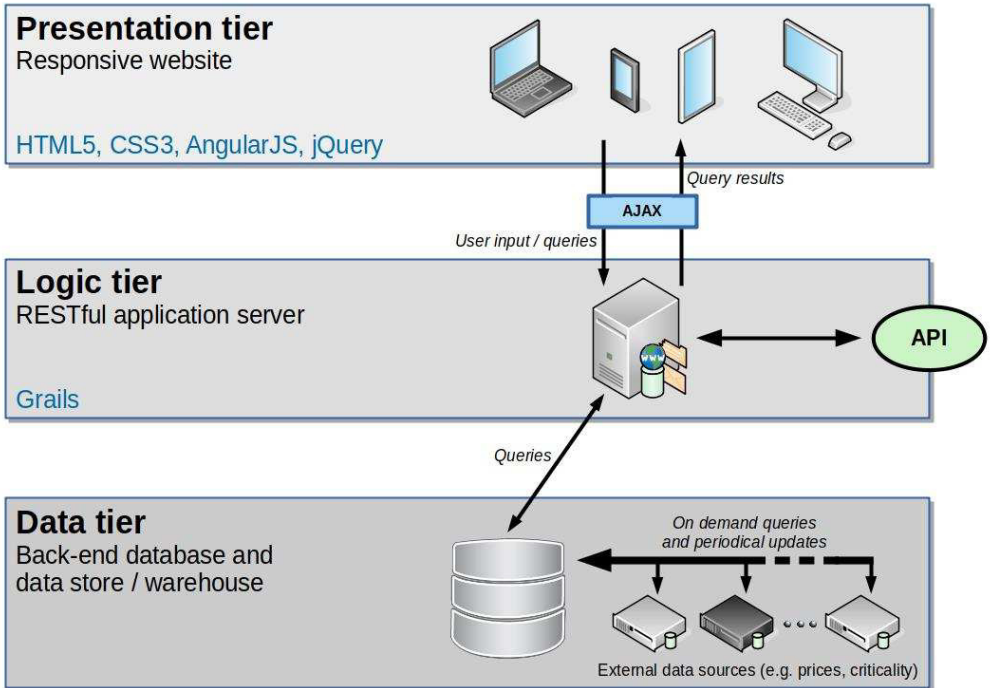 Presentation tier
Responsive website
HTML5, CSS3, AngularJS, jQuery
Query results
AJAX
User input / queries
Logic tier
RESTful application server
API
Grails
Queries
Data tier
Back-end database and
data store / warehouse
On demand queries
and periodical updates
External data sources (e.g. prices, criticality)